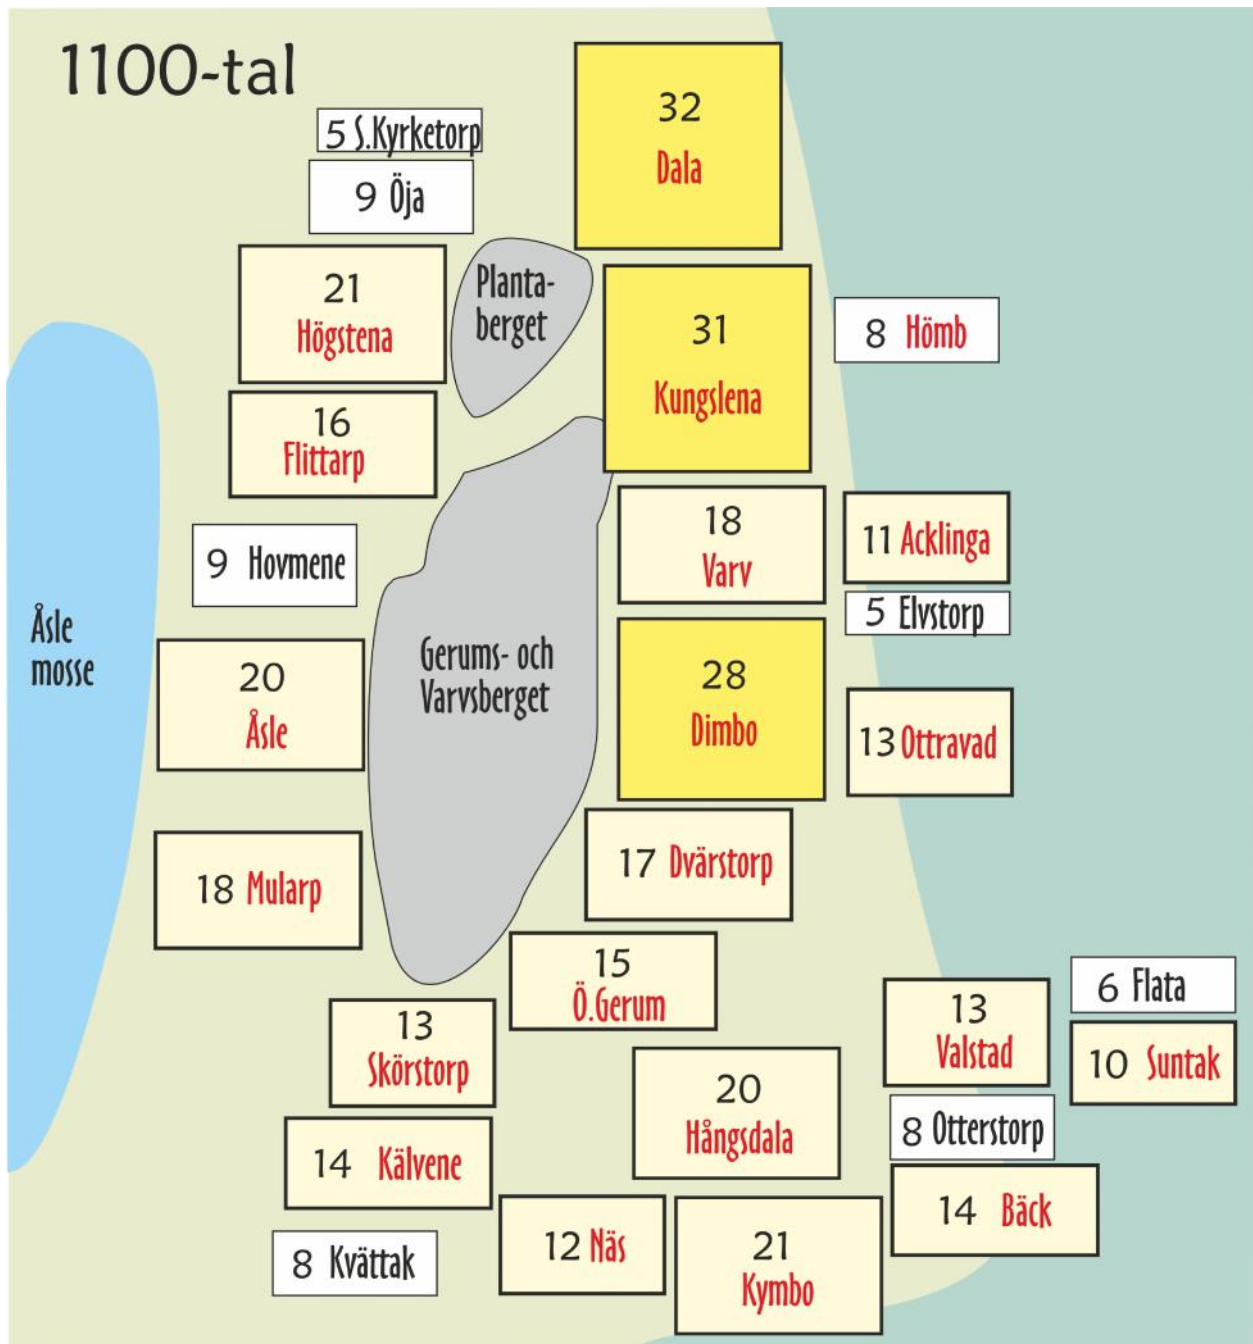 1100-tal
32
Dala
5 S.Kyrketorp
9 Öja
Planta-
berget
21
Högstena
31
Kungslena
8 Hömb
16
Flittarp
18
Varv
11 Acklinga
9 Hovmene
5 Elvstorp
Åsle
mosse
20
Åsle
Gerums- och
Varvsberget
28
Dimbo
13 Ottravad
18 Mularp
17 Dvärstorp
15
Ö.Gerum
6 Flata
13
Skörstorp
13
Valstad
10 Suntak
20
Hångsdala
8 Otterstorp
14 Kälvene
14 Bäck
8 Kvättak
12 Näs
21
Kymbo